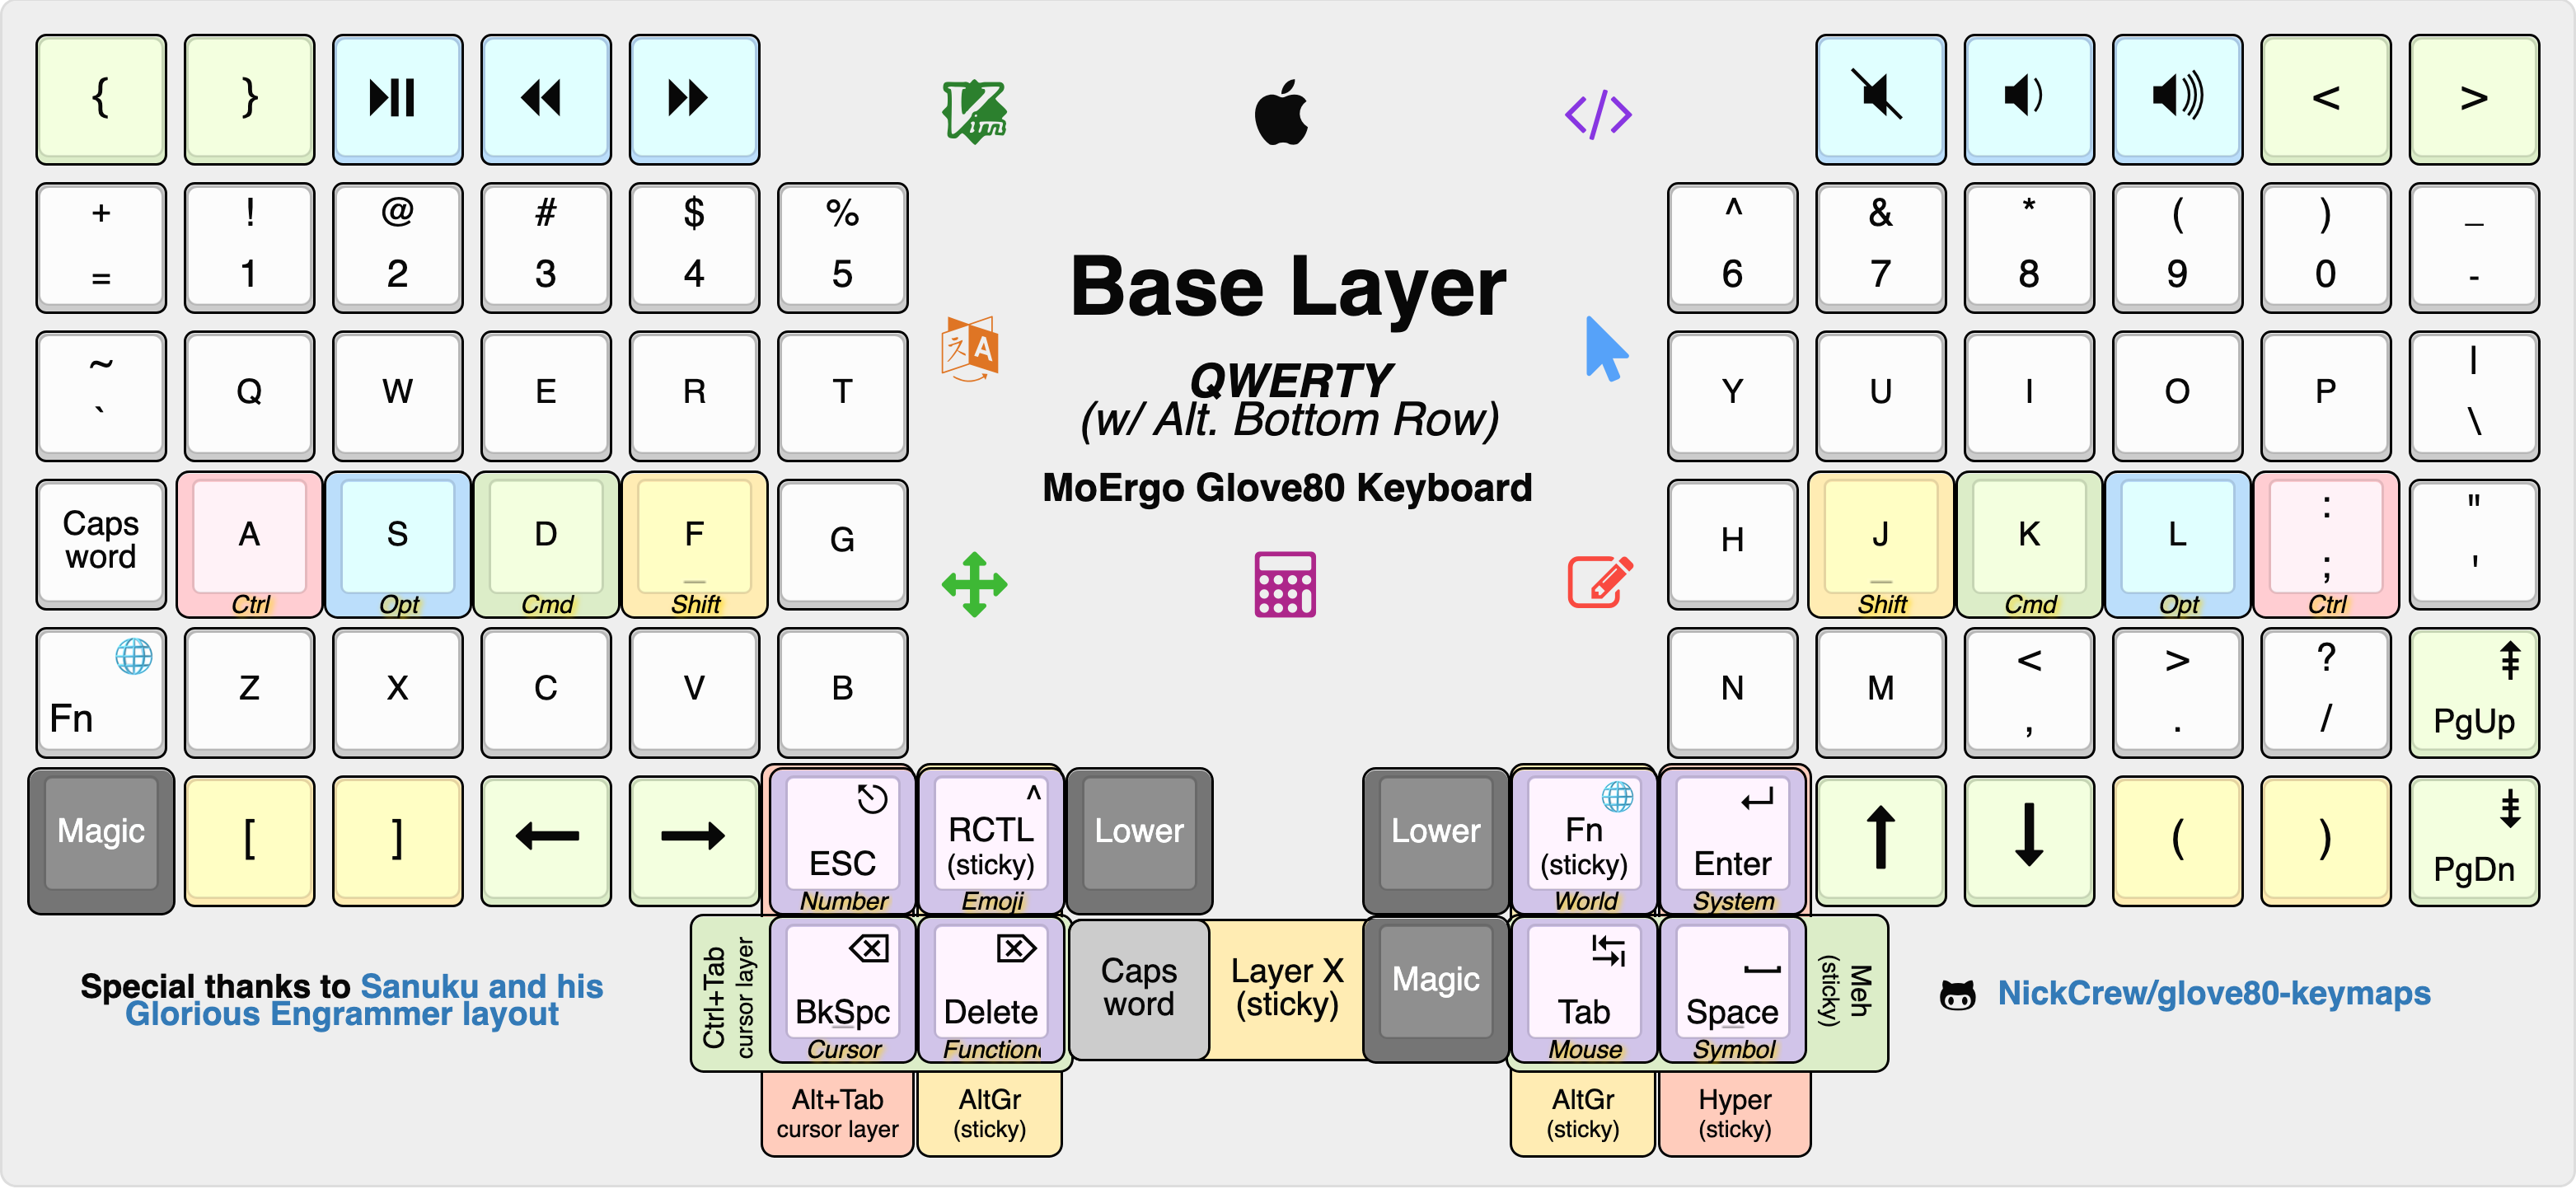 { } < >
+ ! @ # $ % ^ & * ( ) _
= 1 2 3 4 5 6 7 8 9 0 -
Vim
Base Layer
QWERTY
(w/ Alt. Bottom Row)
MoErgo Glove80 Keyboard
~ |
` Q W E R T Y U I O P \
Caps
word
A S D F G H J K L : "
; '
Ctrl Opt Cmd Shift Shift Cmd Opt Ctrl
Fn Z X C V B N M < > ? PgUp
, . /
Magic [ ] ← → ESC RCTL Lower Lower Fn Enter ↑ ↓ ( ) PgDn
(sticky) (sticky)
Number Emoji World System
Ctrl+Tab
cursor layer
BkSpc Delete
Cursor Function
Caps
word
Layer X
(sticky)
Magic
Tab Space
Mouse Symbol
Meh
(sticky)
Alt+Tab
cursor layer
AltGr
(sticky)
AltGr
(sticky)
Hyper
(sticky)
Special thanks to Sanuku and his
Glorious Engrammer layout
NickCrew/glove80-keymaps